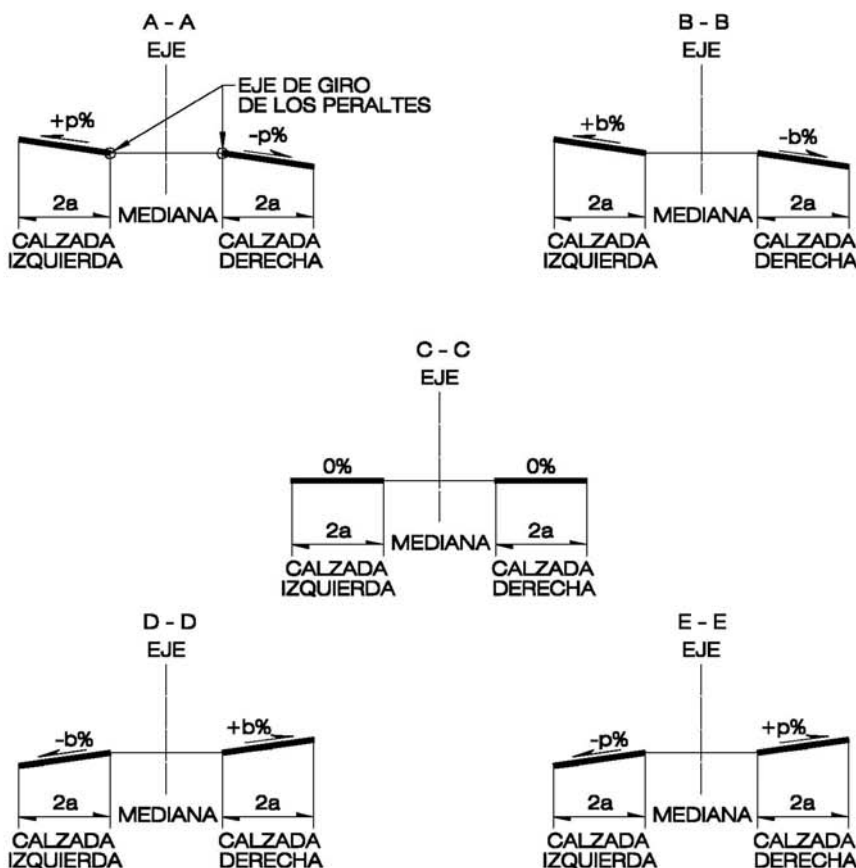 A - A
EJE
EJE DE GIRO
DE LOS PERALTES
+p%
-p%
2a
MEDIANA
2a
CALZADA
IZQUIERDA
CALZADA
DERECHA
B - B
EJE
+b%
-b%
2a
MEDIANA
2a
CALZADA
IZQUIERDA
CALZADA
DERECHA
C - C
EJE
0%
0%
2a
MEDIANA
2a
CALZADA
IZQUIERDA
CALZADA
DERECHA
D - D
EJE
-b%
+b%
2a
MEDIANA
2a
CALZADA
IZQUIERDA
CALZADA
DERECHA
E - E
EJE
-p%
+p%
2a
MEDIANA
2a
CALZADA
IZQUIERDA
CALZADA
DERECHA